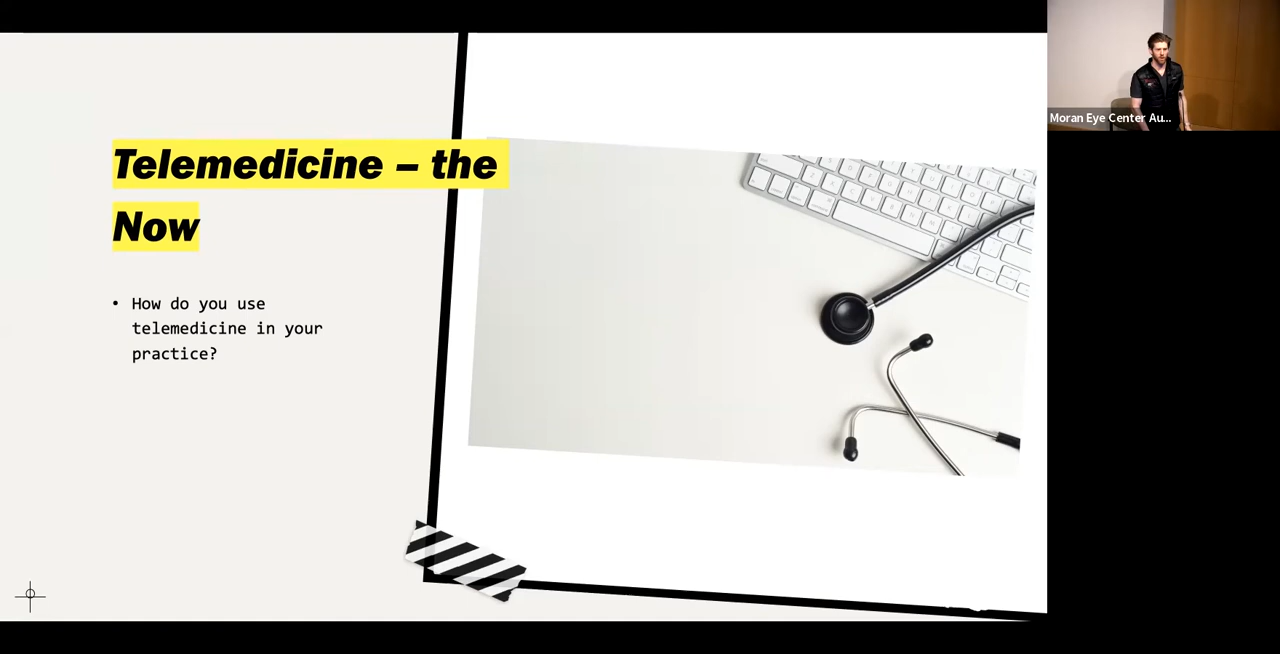 Telemedicine – the
Now
• How do you use
telemedicine in your
practice?
Moran Eye Center Au...